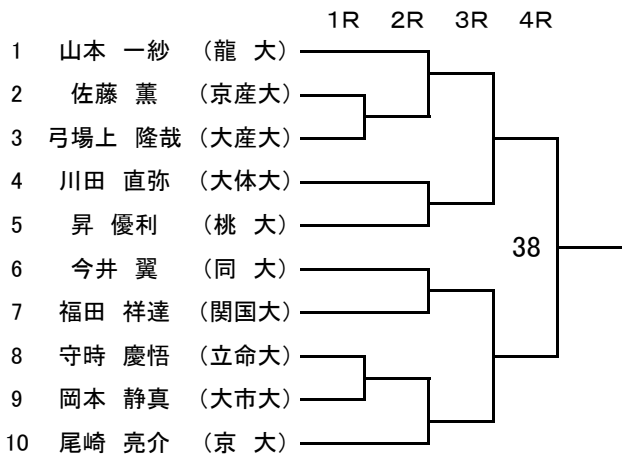 1R 2R 3R 4R
1 山本 一紗 （龍 大）
2 佐藤 薫 （京産大）
3 弓場上 隆哉 （大産大）
4 川田 直弥 （大体大）
5 昇 優利 （桃 大）
38
6 今井 翼 （同 大）
7 福田 祥達 （関国大）
8 守時 慶悟 （立命大）
9 岡本 静真 （大市大）
10 尾崎 亮介 （京 大）